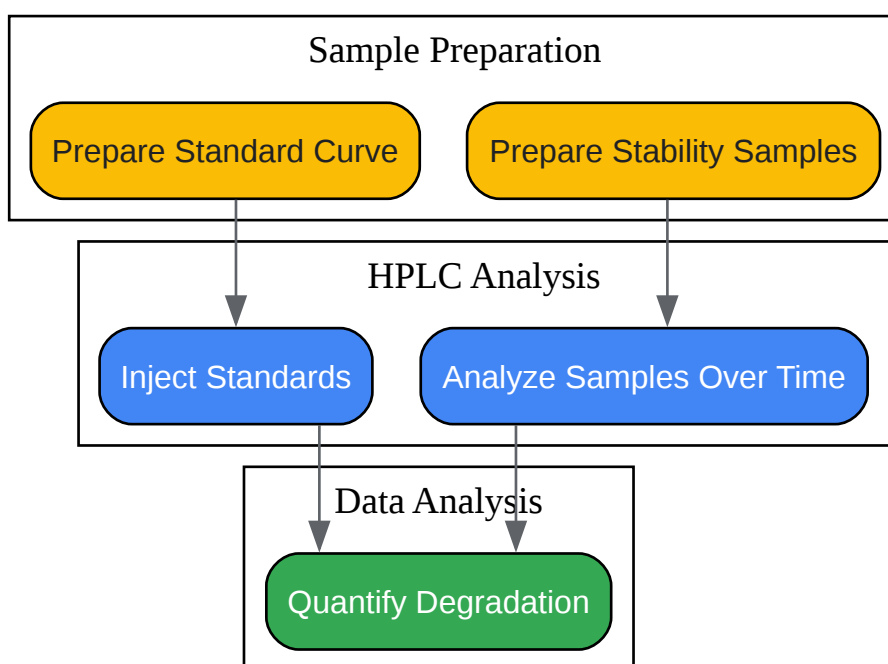 Sample Preparation
Prepare Standard Curve
Prepare Stability Samples
HPLC Analysis
Inject Standards
Analyze Samples Over Time
Data Analysis
Quantify Degradation